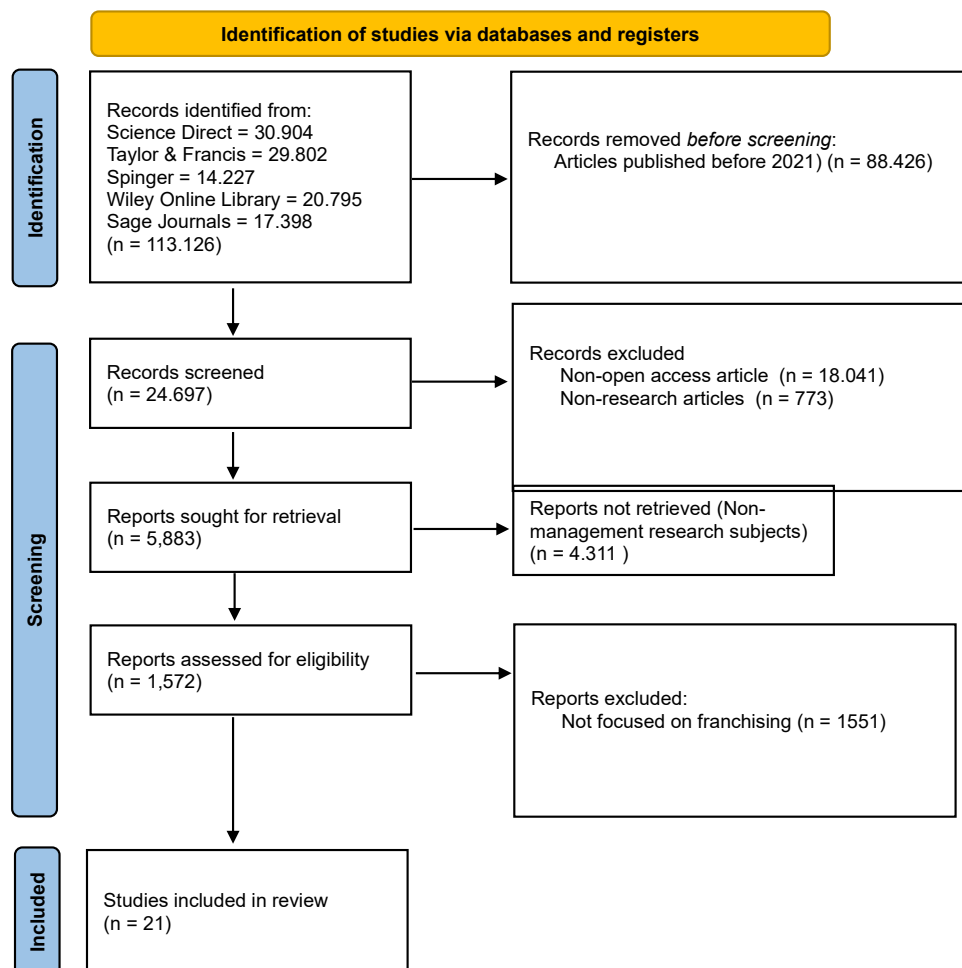 Identification of studies via databases and registers
Identification
Records identified from:
Science Direct = 30.904
Taylor & Francis = 29.802
Spinger = 14.227
Wiley Online Library = 20.795
Sage Journals = 17.398
(n = 113.126)
Records removed before screening:
Articles published before 2021) (n = 88.426)
Screening
Records screened
(n = 24.697)
Records excluded
Non-open access article (n = 18.041)
Non-research articles (n = 773)
Reports sought for retrieval
(n = 5,883)
Reports not retrieved (Non-
management research subjects)
(n = 4.311 )
Reports assessed for eligibility
(n = 1,572)
Reports excluded:
Not focused on franchising (n = 1551)
Included
Studies included in review
(n = 21)